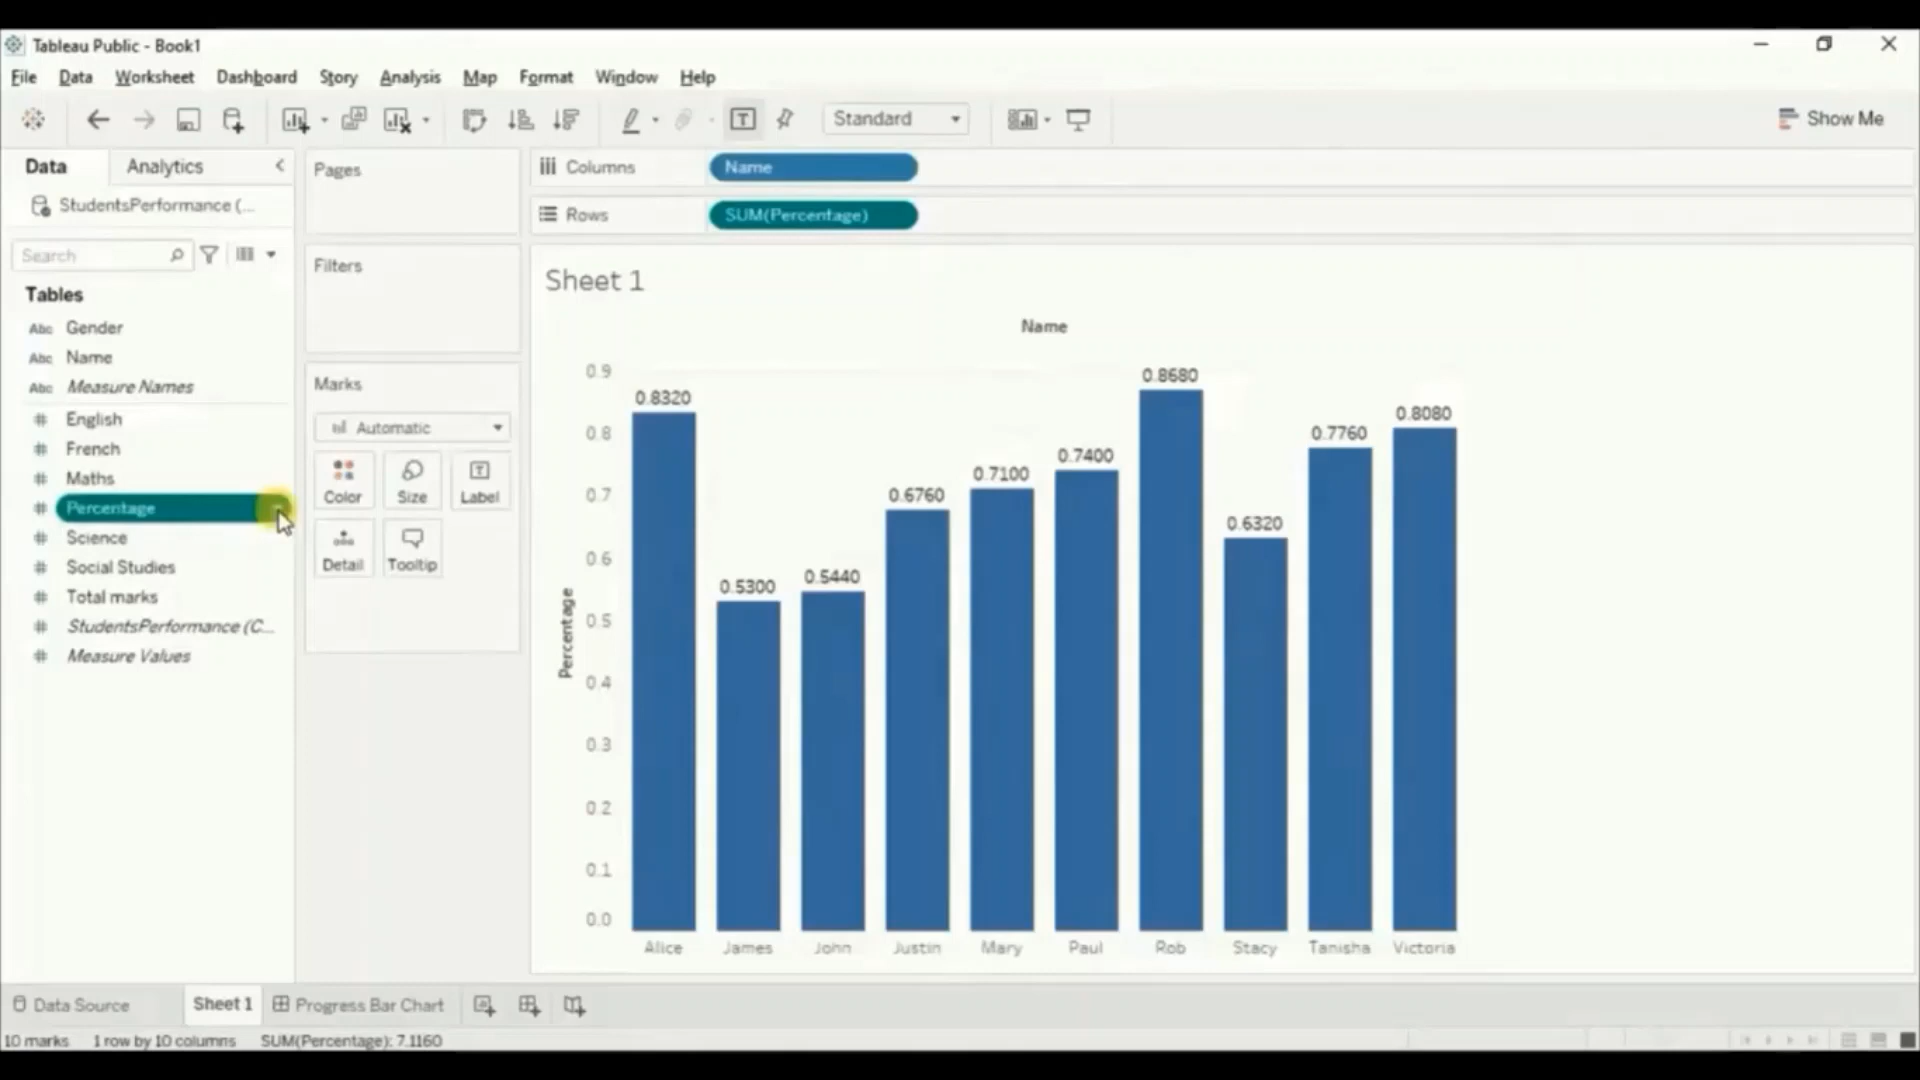 Tableau Public - Book1
File Data Worksheet Dashboard Story Analysis Map Format Window Help
Standard
Show Me
Data Analytics
StudentsPerformance (...
Search
Tables
Abc Gender
Abc Name
Abc Measure Names
# English
# French
# Maths
# Percentage
# Science
# Social Studies
# Total marks
# StudentsPerformance (C...
# Measure Values
Pages
Filters
Marks
Automatic
Color Size Label
Detail Tooltip
Columns Name
Rows SUM(Percentage)
Sheet 1
Name
Percentage
0.9
0.8
0.7
0.6
0.5
0.4
0.3
0.2
0.1
0.0
0.8320 0.5300 0.5440 0.6760 0.7100 0.7400 0.8680 0.6320 0.7760 0.8080
Alice James John Justin Mary Paul Rob Stacy Tanisha Victoria
Data Source Sheet 1 Progress Bar Chart
10 marks 1 row by 10 columns SUM(Percentage): 7.1160